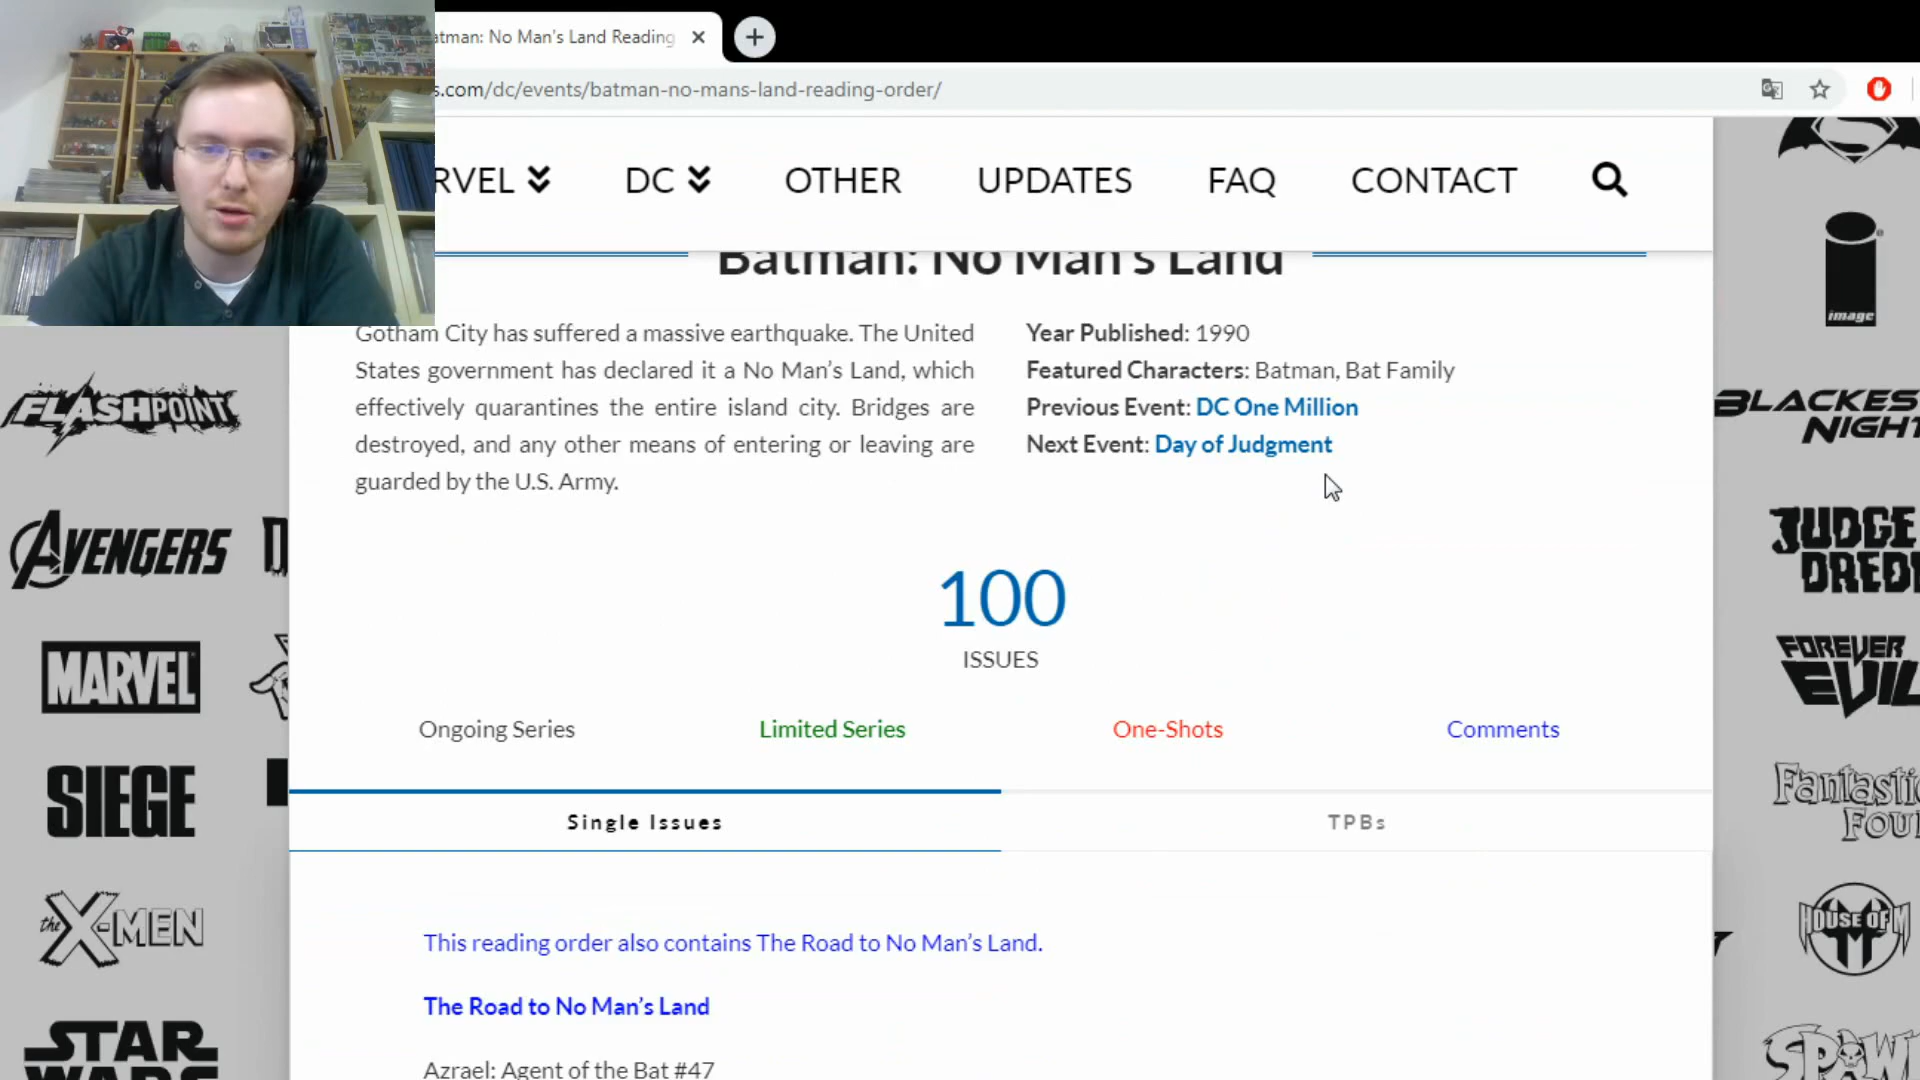 atman: No Man's Land Reading
s.com/dc/events/batman-no-mans-land-reading-order/
RVEL DC OTHER UPDATES FAQ CONTACT
Batman: No Man's Land
Gotham City has suffered a massive earthquake. The United
States government has declared it a No Man's Land, which
effectively quarantines the entire island city. Bridges are
destroyed, and any other means of entering or leaving are
guarded by the U.S. Army.
Year Published: 1990
Featured Characters: Batman, Bat Family
Previous Event: DC One Million
Next Event: Day of Judgment
100
ISSUES
Ongoing Series Limited Series One-Shots Comments
Single Issues TPBs
This reading order also contains The Road to No Man's Land.
The Road to No Man's Land
Azrael: Agent of the Bat #47
FLASHPOINT
AVENGERS
MARVEL
SIEGE
the X-MEN
STAR
WARS
image
BLACKES
NIGHT
JUDGE
DREDD
FOREVER
EVIL
Fantastic
Four
HOUSE OF M
SPAWN